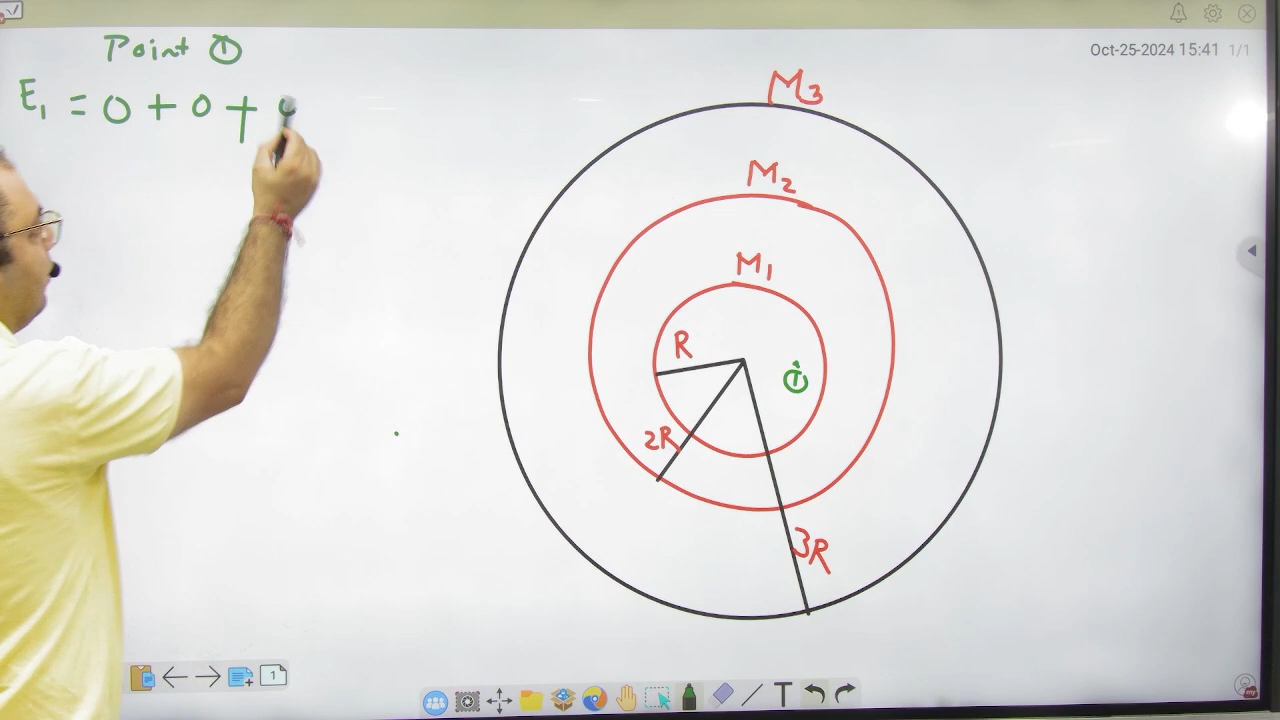 Point ①
E₁ = 0 + 0 + 0
Oct-25-2024 15:41 1/1
M₃
M₂
M₁
R
①
2R
3R
1
T